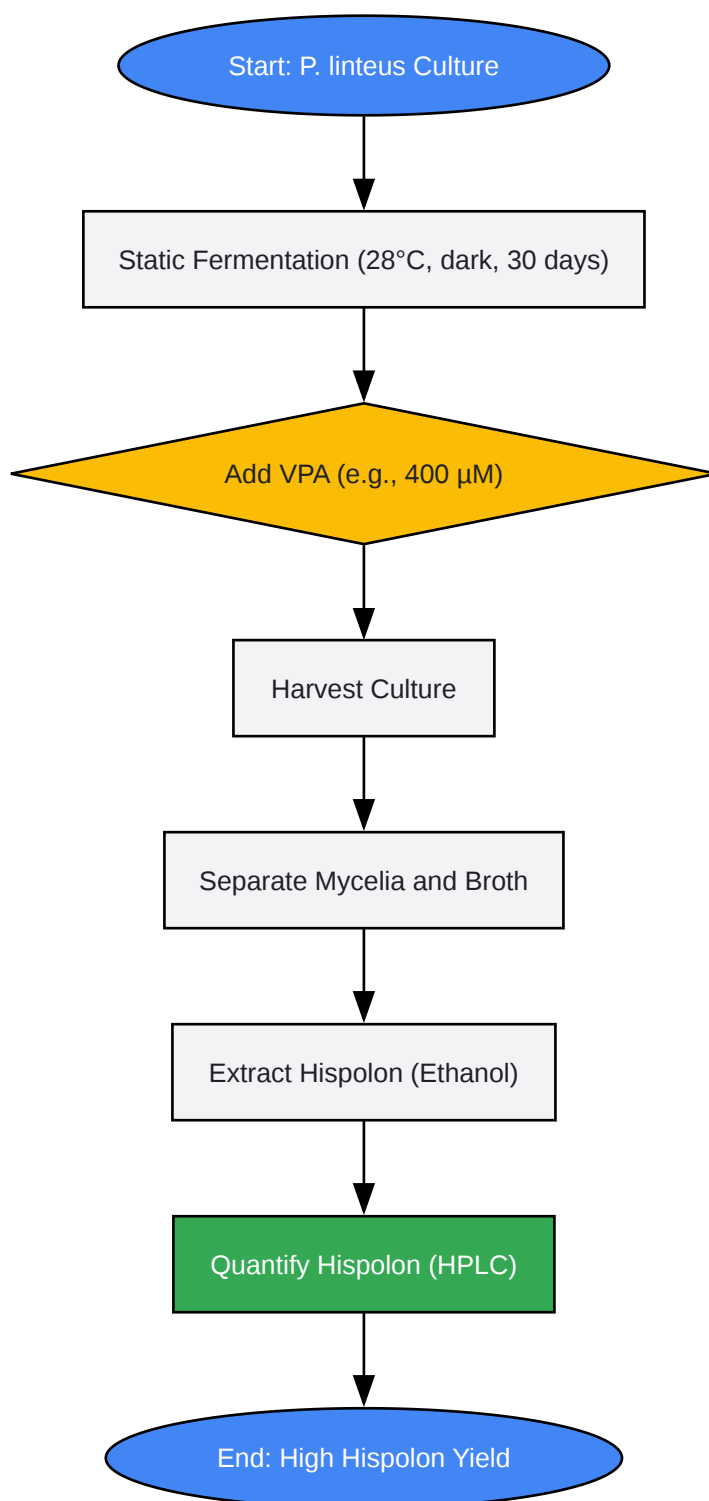 Start: P. linteus Culture
Static Fermentation (28°C, dark, 30 days)
Add VPA (e.g., 400 µM)
Harvest Culture
Separate Mycelia and Broth
Extract Hispolon (Ethanol)
Quantify Hispolon (HPLC)
End: High Hispolon Yield